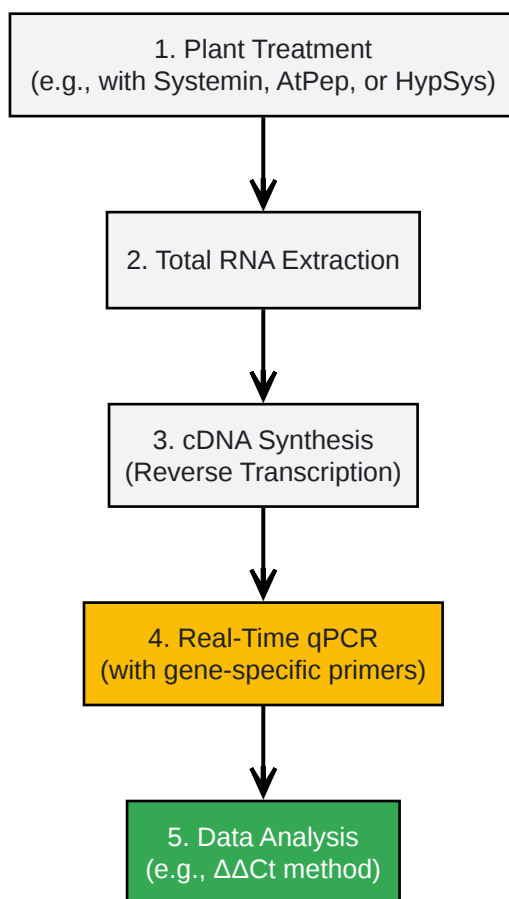 1. Plant Treatment
(e.g., with Systemin, AtPep, or HypSys)
2. Total RNA Extraction
3. cDNA Synthesis
(Reverse Transcription)
4. Real-Time qPCR
(with gene-specific primers)
5. Data Analysis
(e.g., ΔΔCt method)